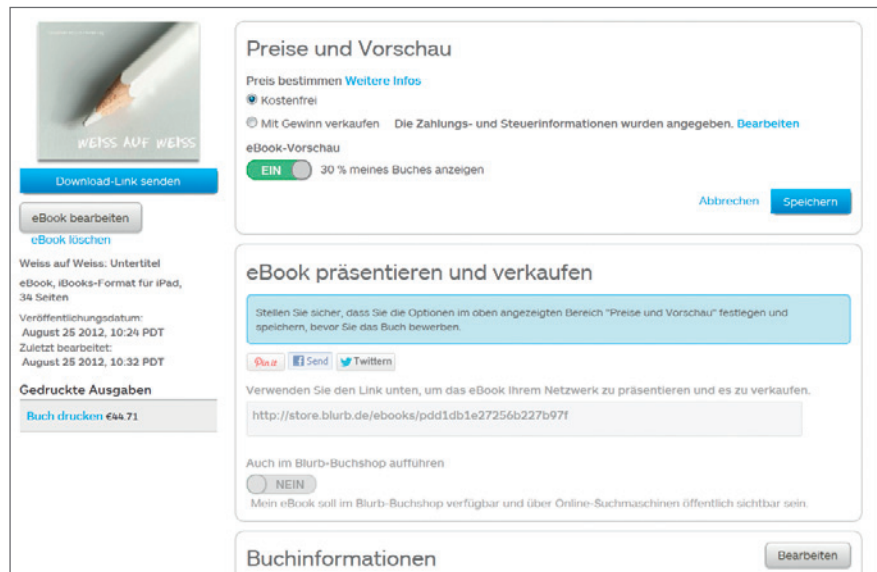 WEISS AUF WEISS
Download-Link senden
eBook bearbeiten
eBook löschen
Weiss auf Weiss: Untertitel
eBook, iBooks-Format für iPad,
34 Seiten
Veröffentlichungsdatum:
August 25 2012, 10:24 PDT
Zuletzt bearbeitet:
August 25 2012, 10:32 PDT
Gedruckte Ausgaben
Buch drucken €44.71
Preise und Vorschau
Preis bestimmen Weitere Infos
Kostenfrei
Mit Gewinn verkaufen Die Zahlungs- und Steuerinformationen wurden angegeben. Bearbeiten
eBook-Vorschau
EIN 30 % meines Buches anzeigen
Abbrechen Speichern
eBook präsentieren und verkaufen
Stellen Sie sicher, dass Sie die Optionen im oben angezeigten Bereich "Preise und Vorschau" festlegen und
speichern, bevor Sie das Buch bewerben.
Pin it Send Twittern
Verwenden Sie den Link unten, um das eBook Ihrem Netzwerk zu präsentieren und es zu verkaufen.
http://store.blurb.de/ebooks/pdd1db1e27256b227b97f
Auch im Blurb-Buchshop aufführen
NEIN
Mein eBook soll im Blurb-Buchshop verfügbar und über Online-Suchmaschinen öffentlich sichtbar sein.
Buchinformationen
Bearbeiten